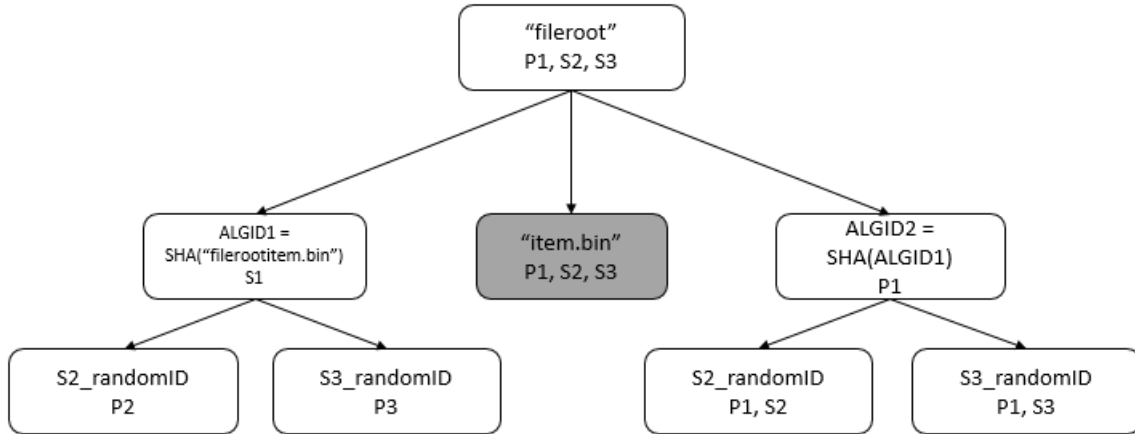 “fileroot”
P1, S2, S3
ALGID1 =
SHA(“filerootitem.bin”)
S1
“item.bin”
P1, S2, S3
ALGID2 =
SHA(ALGID1)
P1
S2_randomID
P2
S3_randomID
P3
S2_randomID
P1, S2
S3_randomID
P1, S3